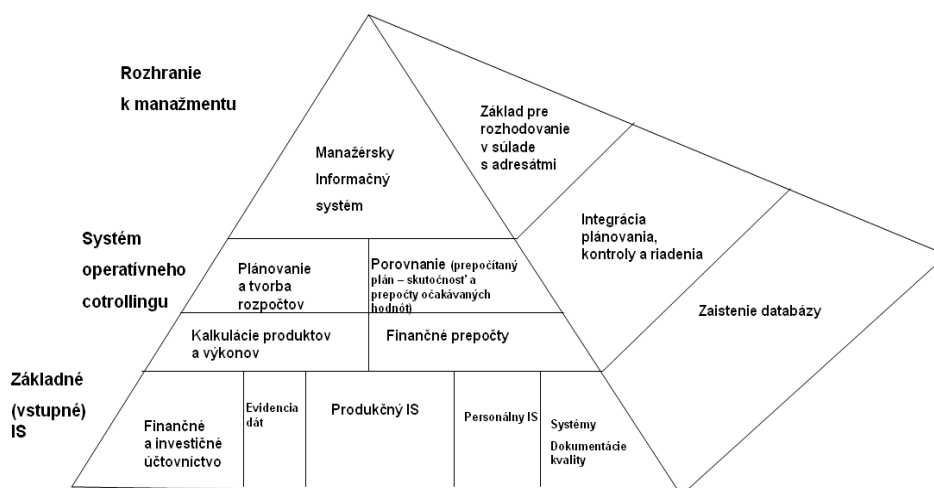 Rozhranie
k manažmentu
Základ pre
rozhodovanie
v súlade
s adresátmi
Manažérsky
Informačný
systém
Integrácia
plánovania,
kontroly a riadenia
Systém
operatívneho
cotrollingu
Plánovanie
a tvorba
rozpočtov
Porovnanie (prepočítaný
plán – skutočnosť a
prepočty očakávaných
hodnôt)
Zaistenie databázy
Kalkulácie produktov
a výkonov
Finančné prepočty
Základné
(vstupné)
IS
Finančné
a investičné
účtovníctvo
Evidencia
dát
Produkčný IS
Personálny IS
Systémy
Dokumentácie
kvality